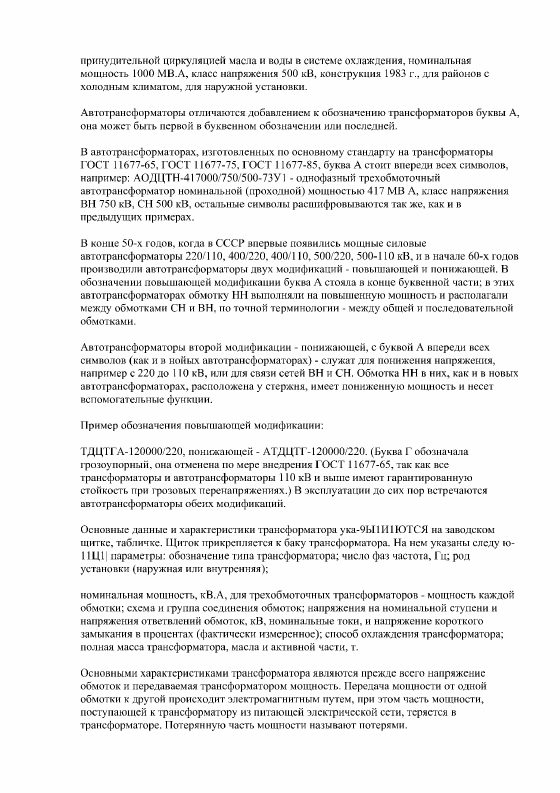 принудительной циркуляцией масла и воды в системе охлаждения, номинальная
мощность 1000 МВ.А, класс напряжения 500 кВ, конструкция 1983 г., для районов с
холодным климатом, для наружной установки.
Автотрансформаторы отличаются добавлением к обозначению трансформаторов буквы А,
она может быть первой в буквенном обозначении или последней.
В автотрансформаторах, изготовленных по основному стандарту на трансформаторы
ГОСТ 11677-65, ГОСТ 11677-75, ГОСТ 11677-85, буква А стоит впереди всех символов,
например: АОДЦТН-417000/750/500-73У1 - однофазный трехобмоточный
автотрансформатор номинальной (проходной) мощностью 417 МВ А, класс напряжения
ВН 750 кВ, СН 500 кВ, остальные символы расшифровываются так же, как и в
предыдущих примерах.
В конце 50-х годов, когда в СССР впервые появились мощные силовые
автотрансформаторы 220/110, 400/220, 400/110, 500/220, 500-110 кВ, и в начале 60-х годов
производили автотрансформаторы двух модификаций - повышающей и понижающей. В
обозначении повышающей модификации буква А стояла в конце буквенной части; в этих
автотрансформаторах обмотку НН выполняли на повышенную мощность и располагали
между обмотками СН и ВН, по точной терминологии - между общей и последовательной
обмотками.
Автотрансформаторы второй модификации - понижающей, с буквой А впереди всех
символов (как и в нойых автотрансформаторах) - служат для понижения напряжения,
например с 220 до 110 кВ, или для связи сетей ВН и СН. Обмотка НН в них, как и в новых
автотрансформаторах, расположена у стержня, имеет пониженную мощность и несет
вспомогательные функции.
Пример обозначения повышающей модификации:
ТДЦТГА-120000/220, понижающей - АТДЦТГ-120000/220. (Буква Г обозначала
грозоупорный, она отменена по мере внедрения ГОСТ 11677-65, так как все
трансформаторы и автотрансформаторы 110 кВ и выше имеют гарантированную
стойкость при грозовых перенапряжениях.) В эксплуатации до сих пор встречаются
автотрансформаторы обеих модификаций.
Основные данные и характеристики трансформатора ука-9Ы1И1ЮТСЯ на заводском
щитке, табличке. Щиток прикрепляется к баку трансформатора. На нем указаны следу ю-
11Ц1| параметры: обозначение типа трансформатора; число фаз частота, Гц; род
установки (наружная или внутренняя);
номинальная мощность, кВ.А, для трехобмоточных трансформаторов - мощность каждой
обмотки; схема и группа соединения обмоток; напряжения на номинальной ступени и
напряжения ответвлений обмоток, кВ, номинальные токи, и напряжение короткого
замыкания в процентах (фактически измеренное); способ охлаждения трансформатора;
полная масса трансформатора, масла и активной части, т.
Основными характеристиками трансформатора являются прежде всего напряжение
обмоток и передаваемая трансформатором мощность. Передача мощности от одной
обмотки к другой происходит электромагнитным путем, при этом часть мощности,
поступающей к трансформатору из питающей электрической сети, теряется в
трансформаторе. Потерянную часть мощности называют потерями.